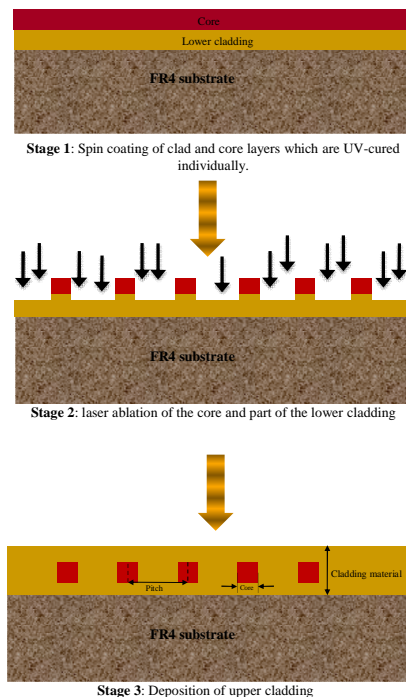 Core
Lower cladding
FR4 substrate
Stage 1: Spin coating of clad and core layers which are UV-cured
individually.
FR4 substrate
Stage 2: laser ablation of the core and part of the lower cladding
Cladding material
Pitch
Core
FR4 substrate
Stage 3: Deposition of upper cladding